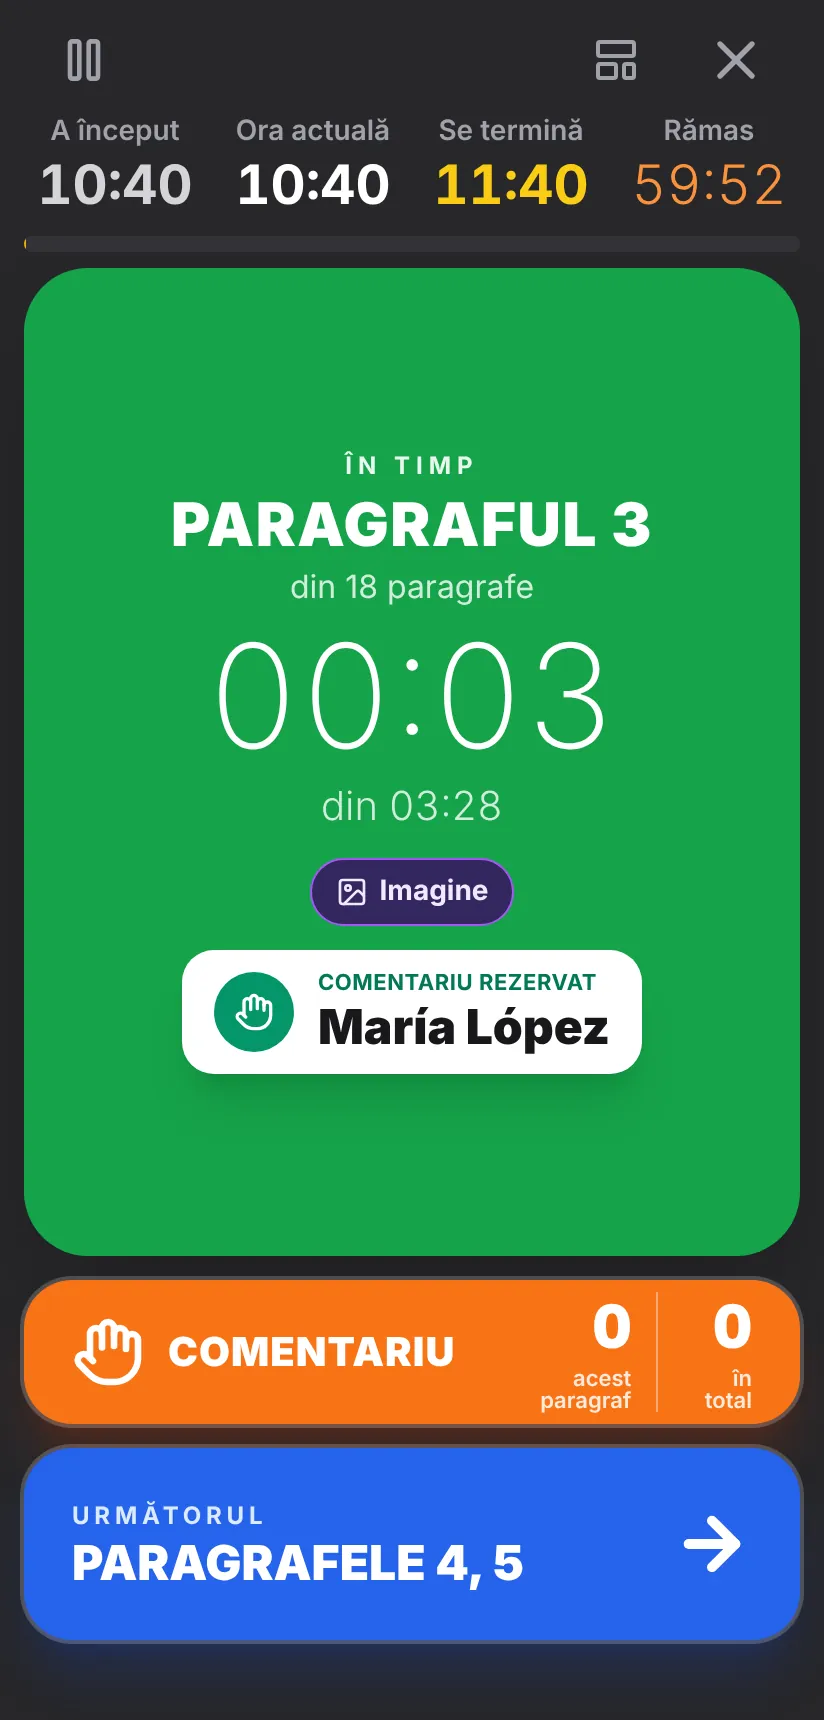 A început
10:40
Ora actuală
10:40
Se termină
11:40
Rămas
59:52
ÎN TIMP
PARAGRAFUL 3
din 18 paragrafe
00:03
din 03:28
Imagine
COMENTARIU REZERVAT
María López
COMENTARIU
0
acest
paragraf
0
în
total
URMĂTORUL
PARAGRAFELE 4, 5